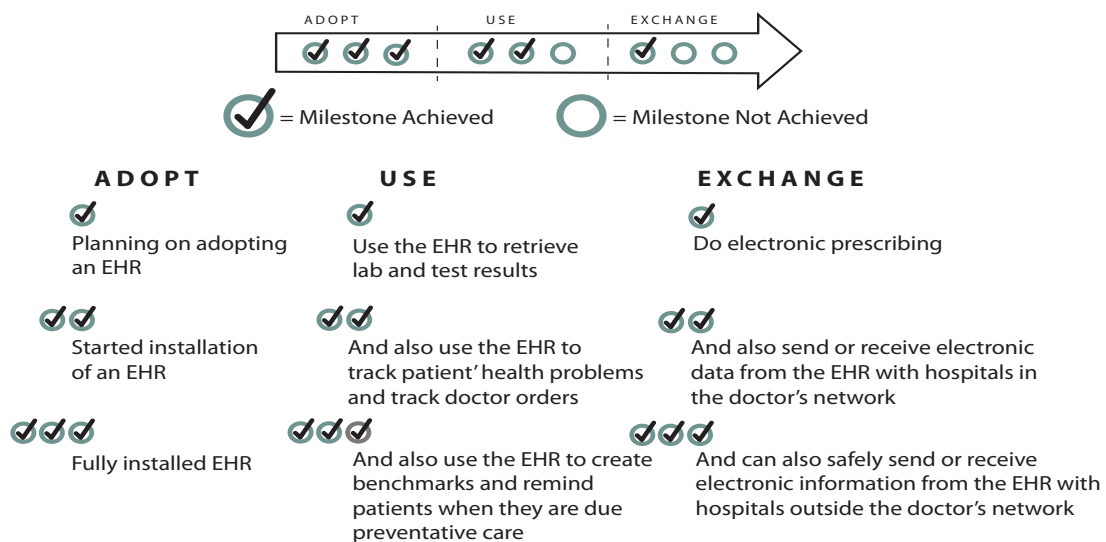 ADOPT USE EXCHANGE
= Milestone Achieved = Milestone Not Achieved
ADOPT
Planning on adopting
an EHR
Started installation
of an EHR
Fully installed EHR
USE
Use the EHR to retrieve
lab and test results
And also use the EHR to
track patient' health problems
and track doctor orders
And also use the EHR to create
benchmarks and remind
patients when they are due
preventative care
EXCHANGE
Do electronic prescribing
And also send or receive electronic
data from the EHR with hospitals in
the doctor's network
And can also safely send or receive
electronic information from the EHR with
hospitals outside the doctor's network